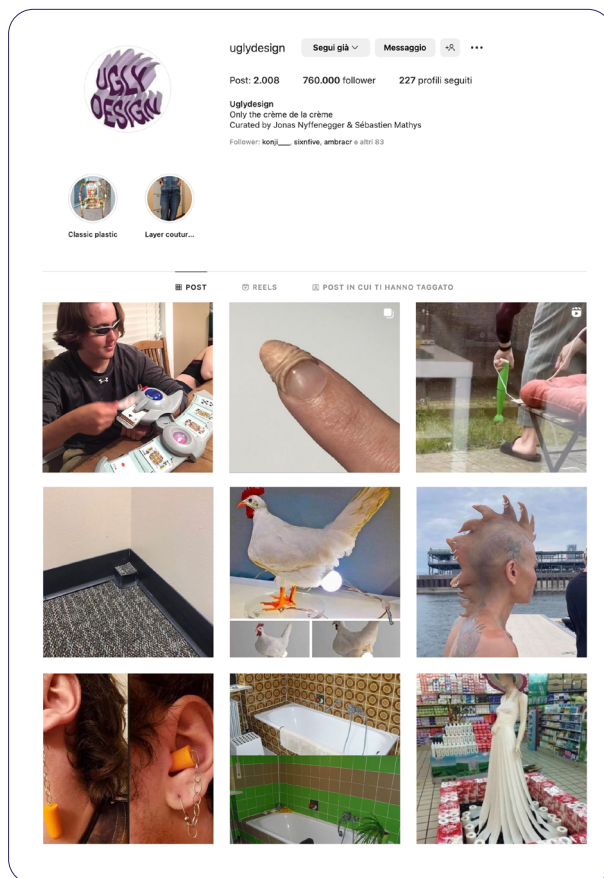 uglydesign Segui già Messaggio
Post: 2.008 760.000 follower 227 profili seguiti
Uglydesign
Only the crème de la crème
Curated by Jonas Nyffenegger & Sébastien Mathys
Follower: konji___, sixnfive, ambracr e altri 83
UGLY
DESIGN
Classic plastic Layer coutur...
POST REELS POST IN CUI TI HANNO TAGGATO